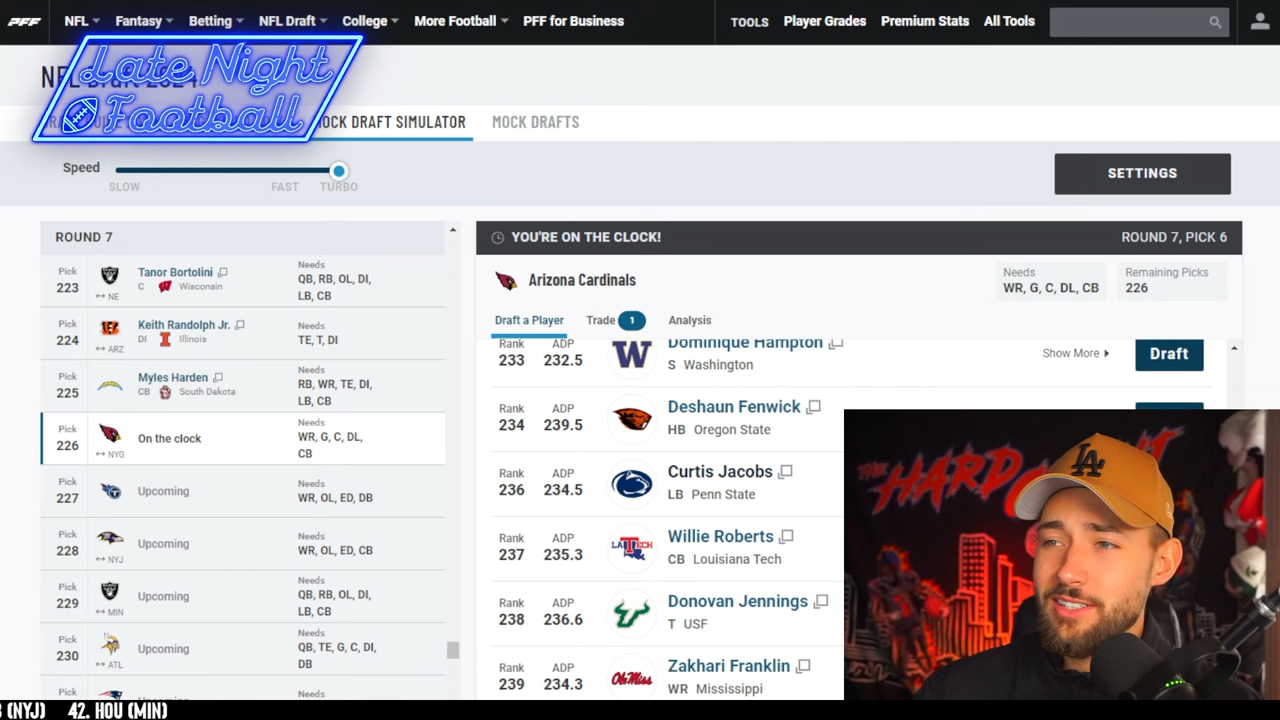 PFF
NFL
Fantasy
Betting
NFL Draft
College
More Football
PFF for Business
TOOLS
Player Grades
Premium Stats
All Tools
Late Night
Football
MOCK DRAFT SIMULATOR
MOCK DRAFTS
Speed
SLOW
FAST
TURBO
SETTINGS
ROUND 7
Pick
223
NE
Tanor Bortolini
C Wisconsin
Needs
QB, RB, OL, DI,
LB, CB
Pick
224
ARZ
Keith Randolph Jr.
DI Illinois
Needs
TE, T, DI
Pick
225
Myles Harden
CB South Dakota
Needs
RB, WR, TE, DI,
LB, CB
Pick
226
NYG
On the clock
Needs
WR, G, C, DL,
CB
Pick
227
Upcoming
Needs
WR, OL, ED, DB
Pick
228
NYJ
Upcoming
Needs
WR, OL, ED, CB
Pick
229
MIN
Upcoming
Needs
QB, RB, OL, DI,
LB, CB
Pick
230
ATL
Upcoming
Needs
QB, TE, G, C, DI,
DB
Pick
Upcoming
Needs
YOU'RE ON THE CLOCK!
ROUND 7, PICK 6
Arizona Cardinals
Needs
WR, G, C, DL, CB
Remaining Picks
226
Draft a Player
Trade 1
Analysis
Rank
233
ADP
232.5
Dominique Hampton
S Washington
Show More
Draft
Rank
234
ADP
239.5
Deshaun Fenwick
HB Oregon State
Rank
236
ADP
234.5
Curtis Jacobs
LB Penn State
Rank
237
ADP
235.3
LA TECH
Willie Roberts
CB Louisiana Tech
Rank
238
ADP
236.6
Donovan Jennings
T USF
Rank
239
ADP
234.3
Ole Miss
Zakhari Franklin
WR Mississippi
THE HARD
LA
(NYJ) 42. HOU (MIN)